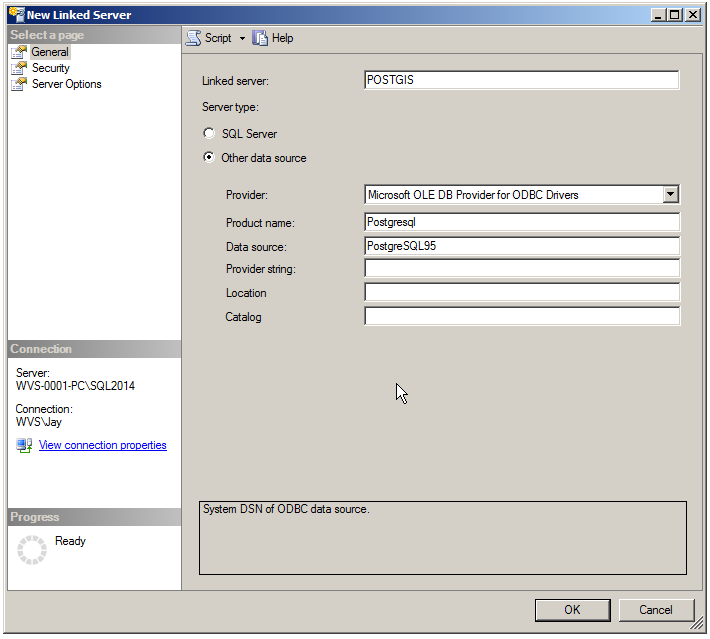 New Linked Server
Select a page
General
Security
Server Options
Script Help
Linked server: POSTGIS
Server type:
SQL Server
Other data source
Provider: Microsoft OLE DB Provider for ODBC Drivers
Product name: Postgresql
Data source: PostgreSQL95
Provider string:
Location
Catalog
Connection
Server:
WVS-0001-PC\SQL2014
Connection:
WVS\Jay
View connection properties
Progress
Ready
System DSN of ODBC data source.
OK Cancel